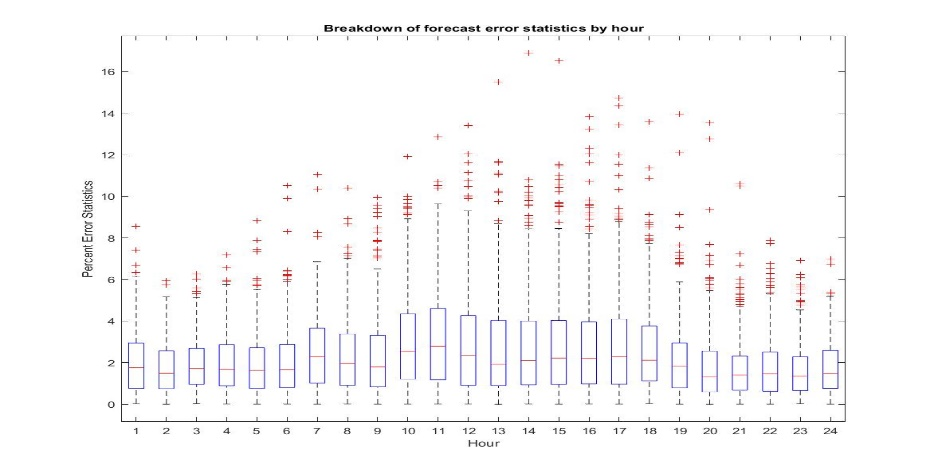 Breakdown of forecast error statistics by hour
16
14
12
10
8
6
4
2
0
Percent Error Statistics
1 2 3 4 5 6 7 8 9 10 11 12 13 14 15 16 17 18 19 20 21 22 23 24
Hour